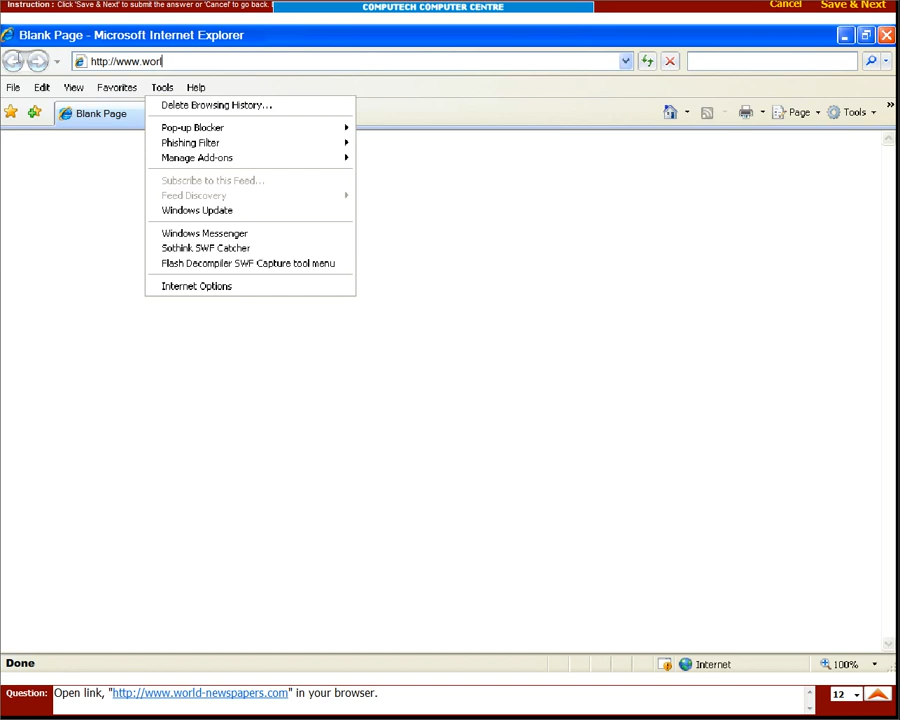 Instruction : Click 'Save & Next' to submit the answer or 'Cancel' to go back.
COMPUTECH COMPUTER CENTRE
Cancel Save & Next
Blank Page - Microsoft Internet Explorer
http://www.worl
File Edit View Favorites Tools Help
Blank Page
Page Tools
Delete Browsing History...
Pop-up Blocker
Phishing Filter
Manage Add-ons
Subscribe to this Feed...
Feed Discovery
Windows Update
Windows Messenger
Sothink SWF Catcher
Flash Decompiler SWF Capture tool menu
Internet Options
Done
Internet
100%
Question: Open link, "http://www.world-newspapers.com" in your browser.
12